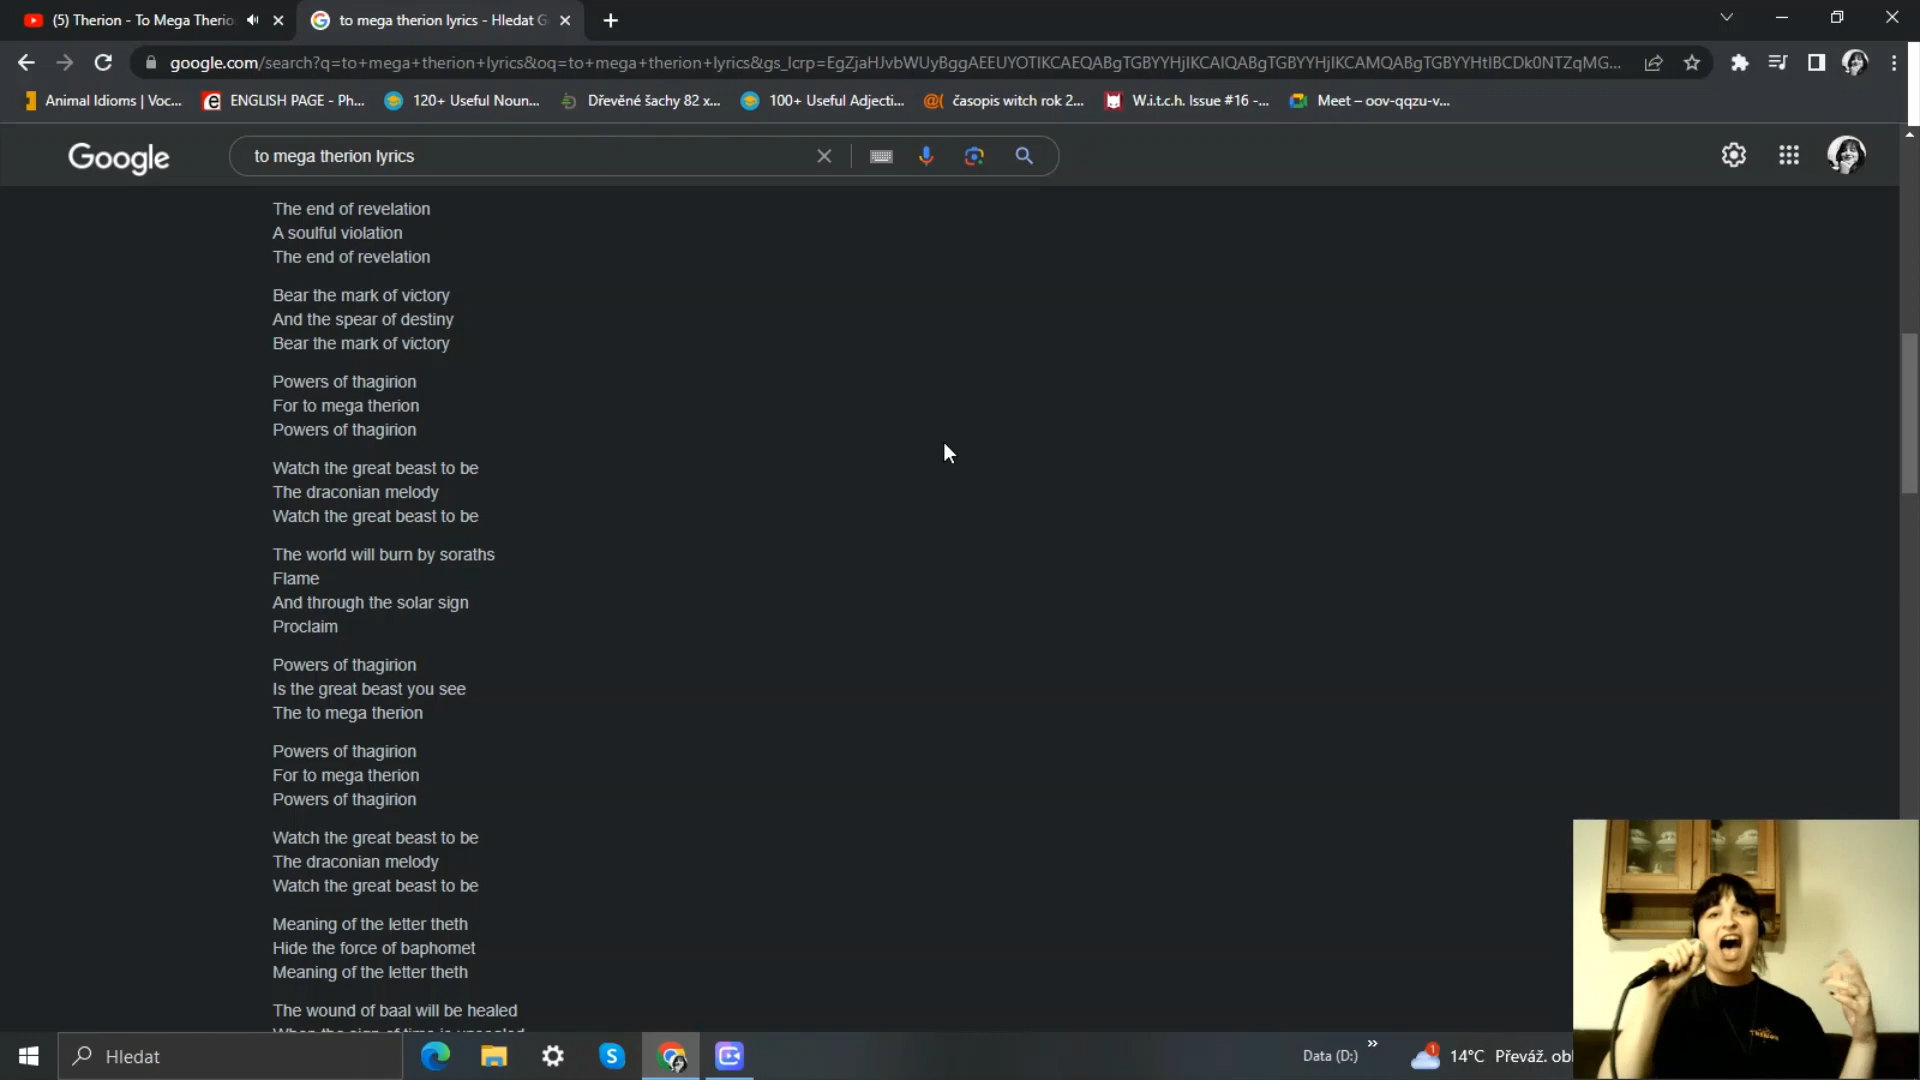 (5) Therion - To Mega Therio
to mega therion lyrics - Hledat G
google.com/search?q=to+mega+therion+lyrics&oq=to+mega+therion+lyrics&gs_lcrp=EgZjaHJvbWUyBggAEEUYOTIKCAEQABgTGBYYHjIKCAIQABgTGBYYHjIKCAMQABgTGBYYHtIBCDk0NTZqMG...
Animal Idioms | Voc...
ENGLISH PAGE - Ph...
120+ Useful Noun...
Dřevěné šachy 82 x...
100+ Useful Adjecti...
časopis witch rok 2...
W.i.t.c.h. Issue #16 -...
Meet – oov-qqzu-v...
Google
to mega therion lyrics
The end of revelation
A soulful violation
The end of revelation
Bear the mark of victory
And the spear of destiny
Bear the mark of victory
Powers of thagirion
For to mega therion
Powers of thagirion
Watch the great beast to be
The draconian melody
Watch the great beast to be
The world will burn by soraths
Flame
And through the solar sign
Proclaim
Powers of thagirion
Is the great beast you see
The to mega therion
Powers of thagirion
For to mega therion
Powers of thagirion
Watch the great beast to be
The draconian melody
Watch the great beast to be
Meaning of the letter theth
Hide the force of baphomet
Meaning of the letter theth
The wound of baal will be healed
When the sign of time is unsealed
Hledat
Data (D:)
1
14°C Převáž. obl